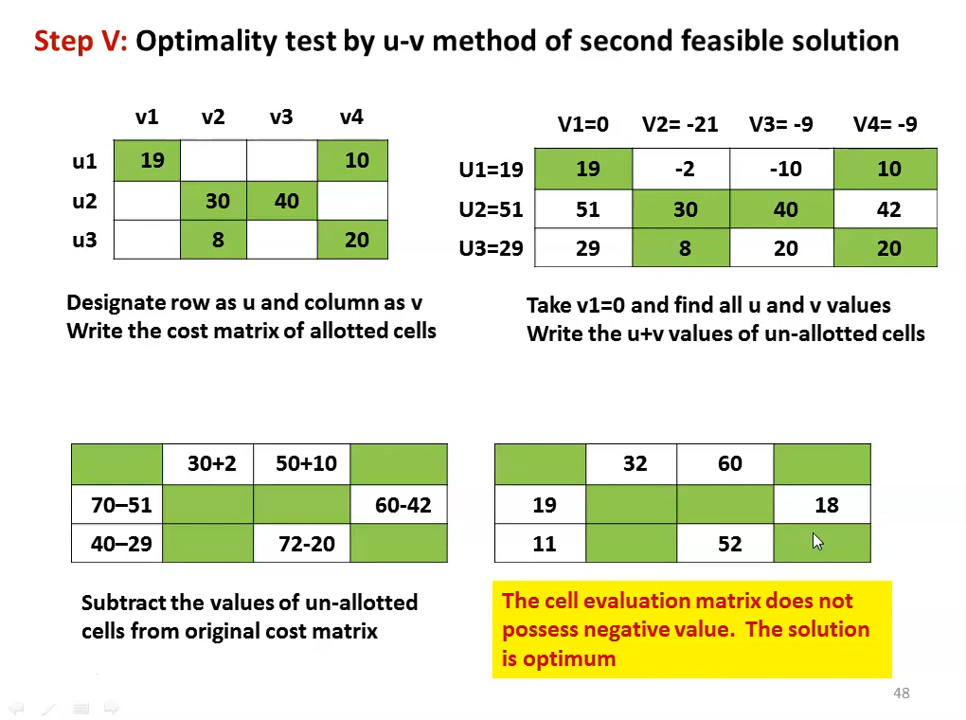 Step V: Optimality test by u-v method of second feasible solution
v1 v2 v3 v4
u1 19 10
u2 30 40
u3 8 20
Designate row as u and column as v
Write the cost matrix of allotted cells
V1=0 V2= -21 V3= -9 V4= -9
U1=19 19 -2 -10 10
U2=51 51 30 40 42
U3=29 29 8 20 20
Take v1=0 and find all u and v values
Write the u+v values of un-allotted cells
30+2 50+10
70–51 60-42
40–29 72-20
Subtract the values of un-allotted
cells from original cost matrix
32 60
19 18
11 52
The cell evaluation matrix does not
possess negative value. The solution
is optimum
48